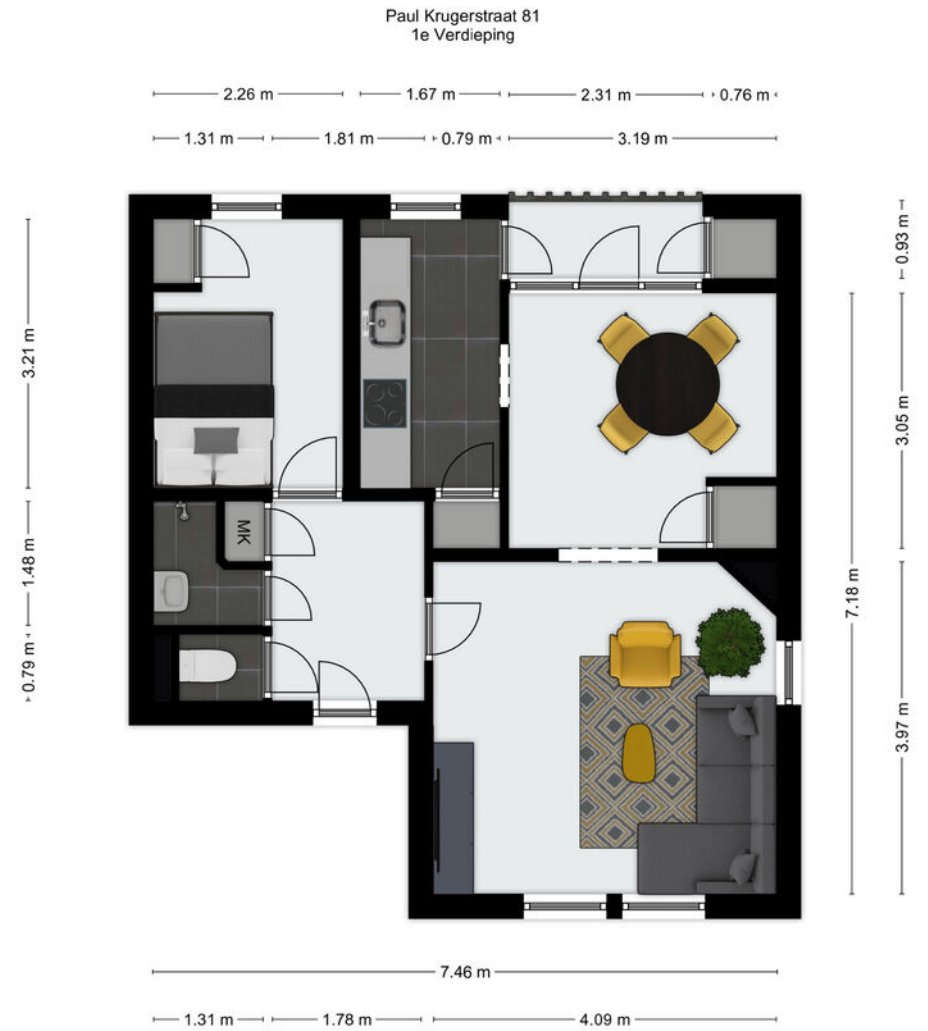 Paul Krugerstraat 81
1e Verdieping
2.26 m 1.67 m 2.31 m 0.76 m
1.31 m 1.81 m 0.79 m 3.19 m
0.93 m
3.21 m
3.05 m
MK
1.48 m
7.18 m
0.79 m
3.97 m
7.46 m
1.31 m 1.78 m 4.09 m